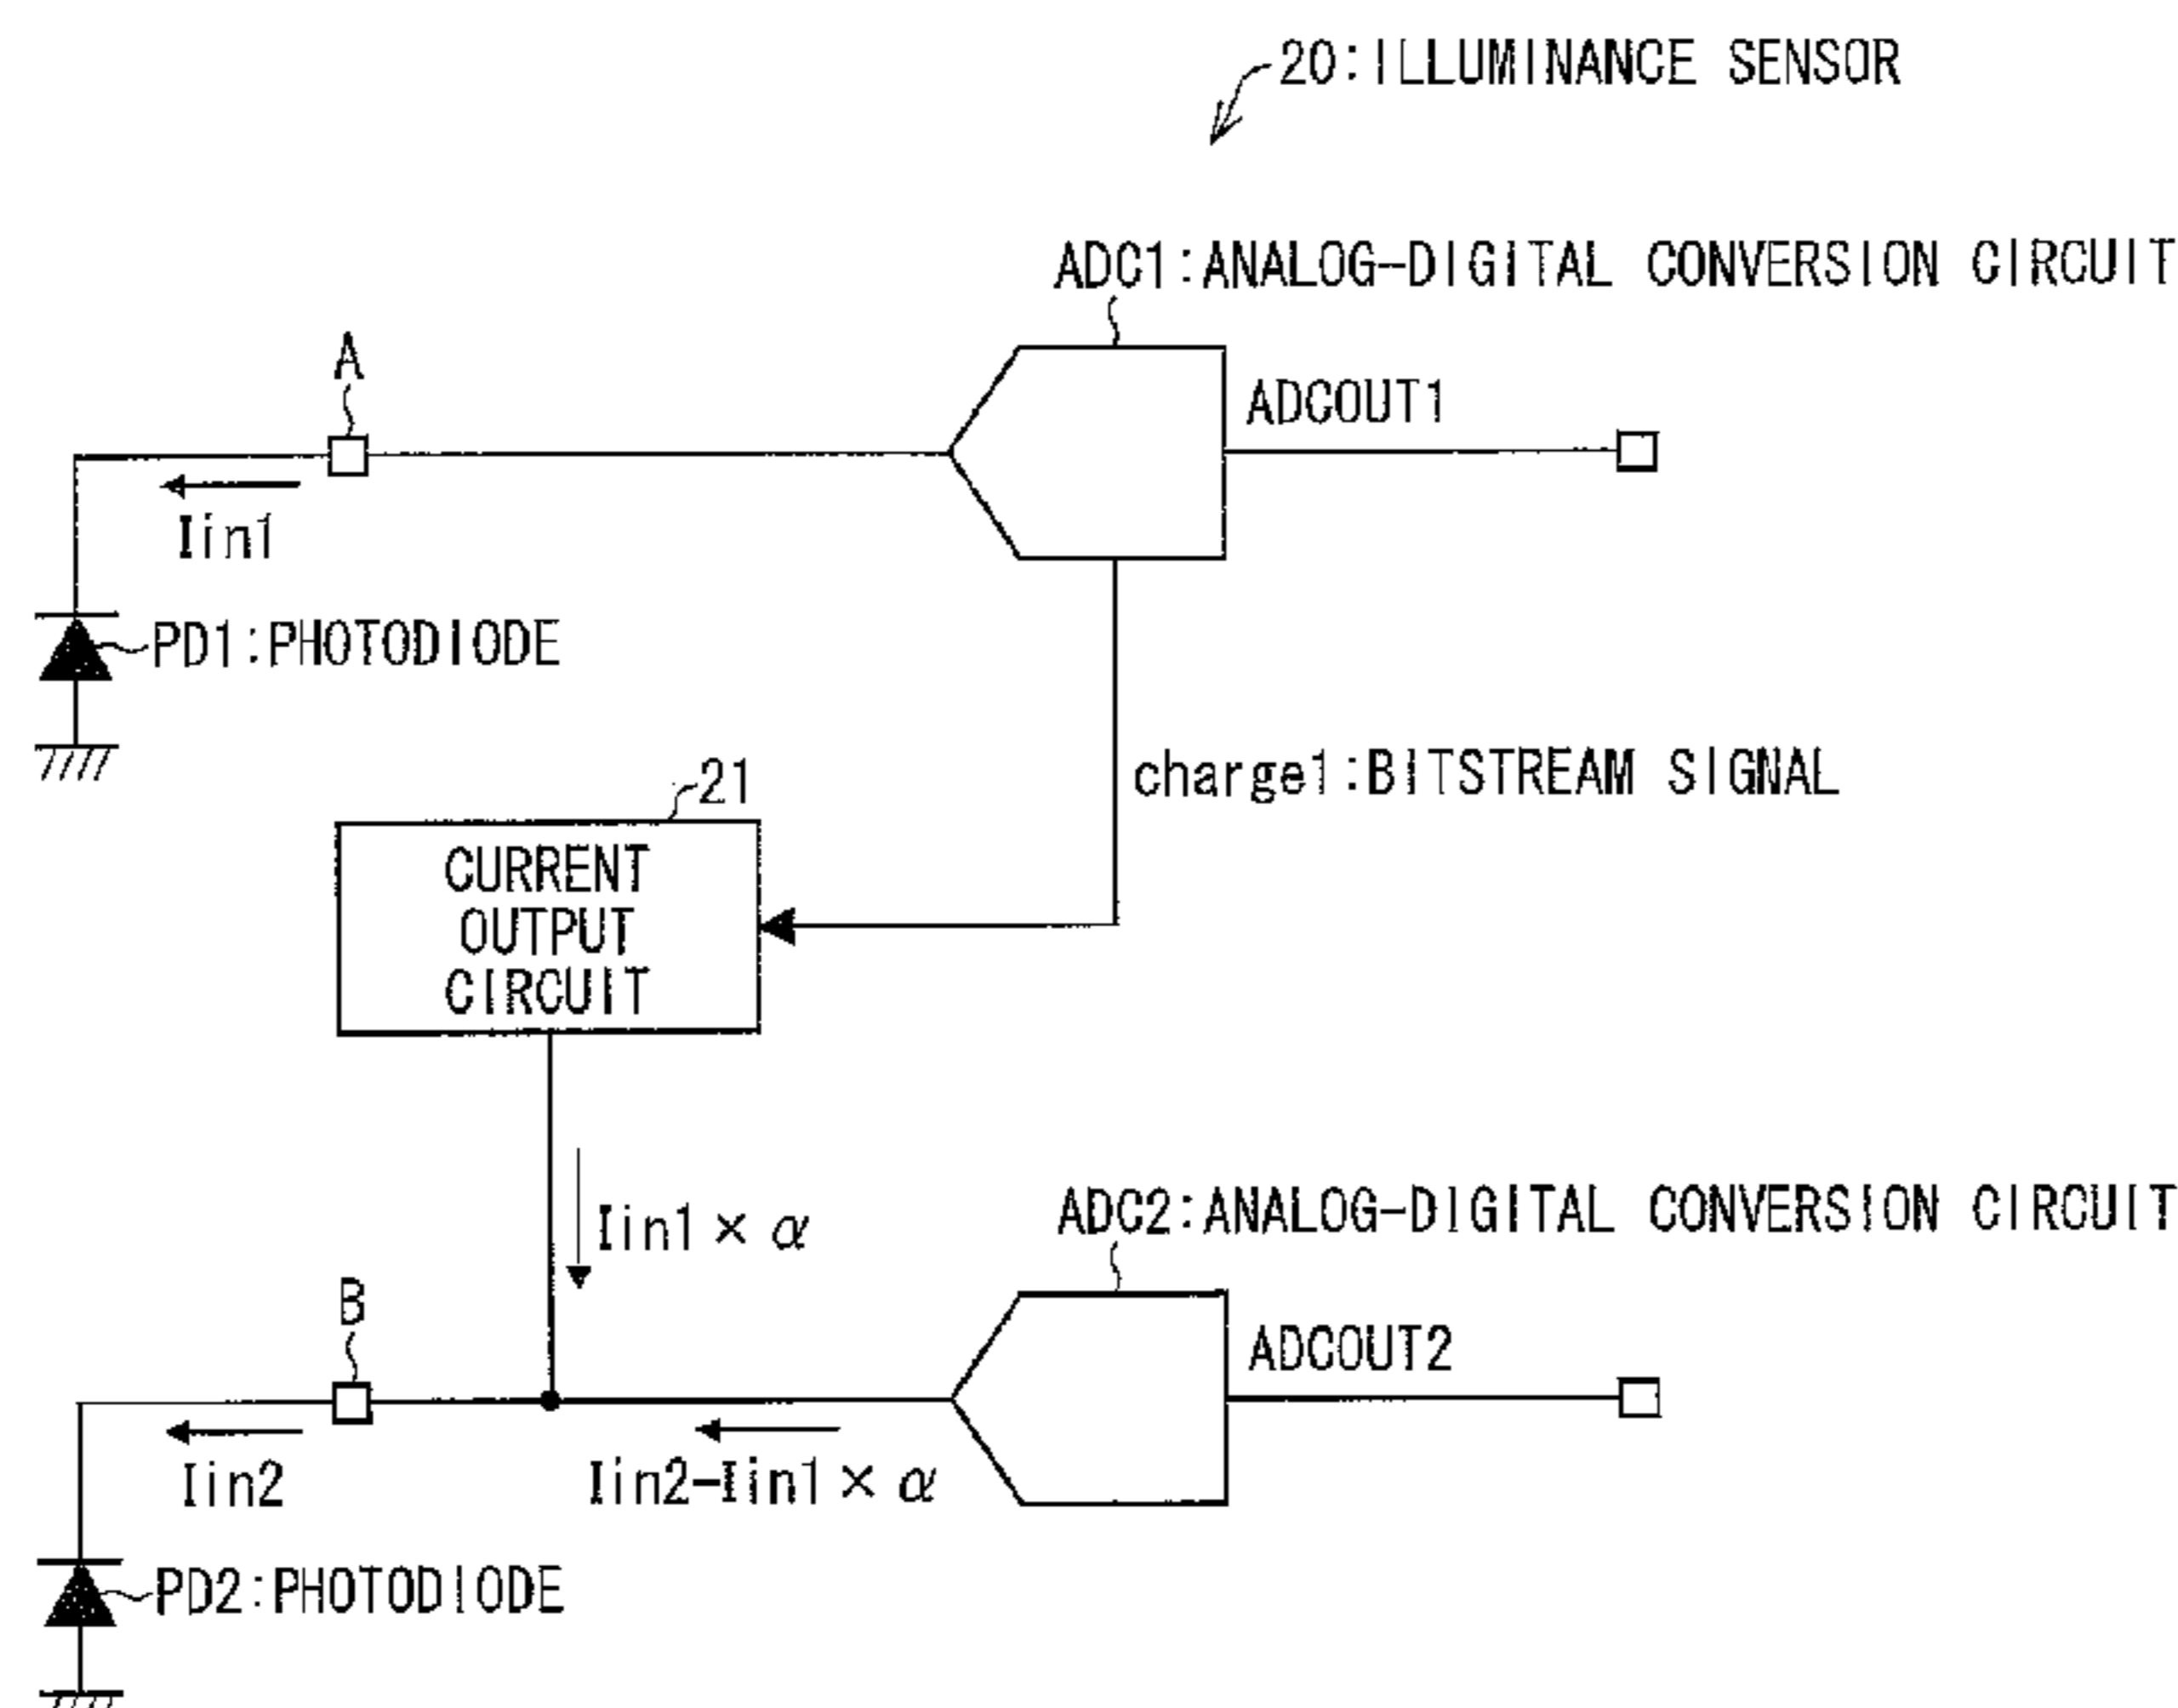 20:ILLUMINANCE SENSOR
ADC1:ANALOG-DIGITAL CONVERSION CIRCUIT
A
ADCOUT1
Iin1
PD1:PHOTODIODE
charge1:BITSTREAM SIGNAL
21
CURRENT
OUTPUT
CIRCUIT
Iin1×α
ADC2:ANALOG-DIGITAL CONVERSION CIRCUIT
B
ADCOUT2
Iin2
Iin2-Iin1×α
PD2:PHOTODIODE